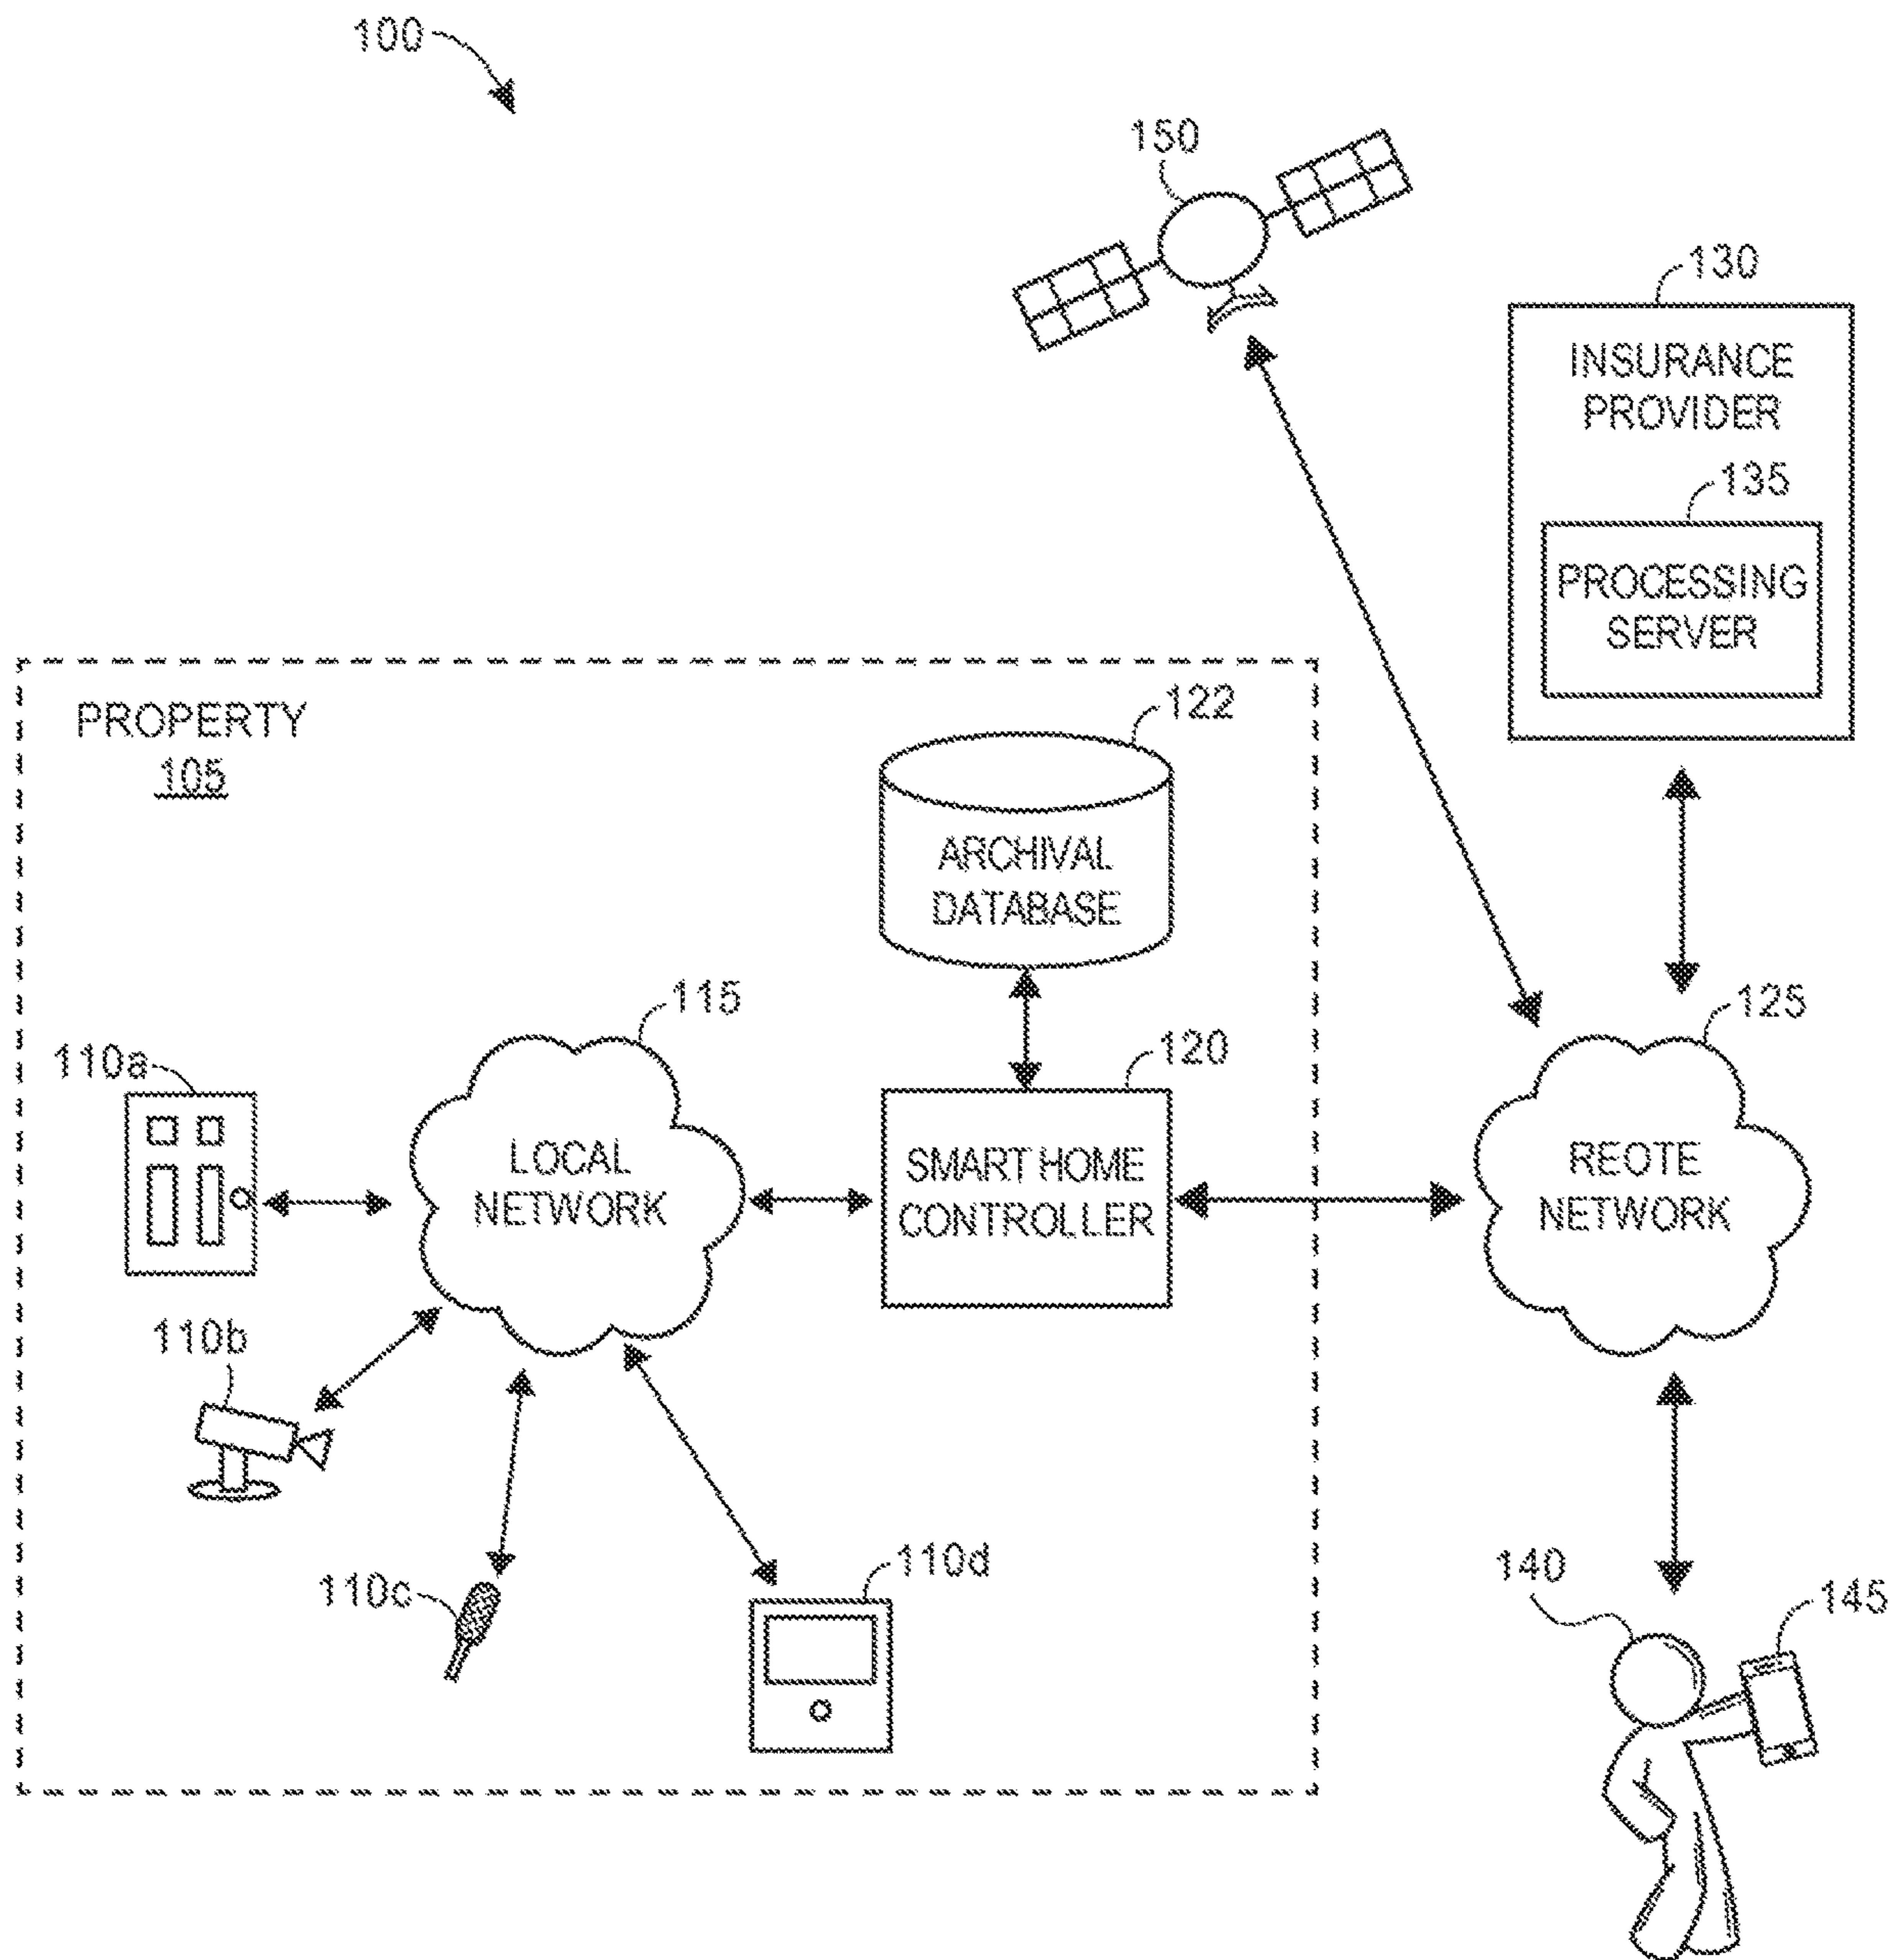 100
150
130
INSURANCE
PROVIDER
135
PROCESSING
SERVER
PROPERTY
105
122
ARCHIVAL
DATABASE
115
LOCAL
NETWORK
120
SMART HOME
CONTROLLER
125
REOTE
NETWORK
110a
110b
110c
110d
140
145